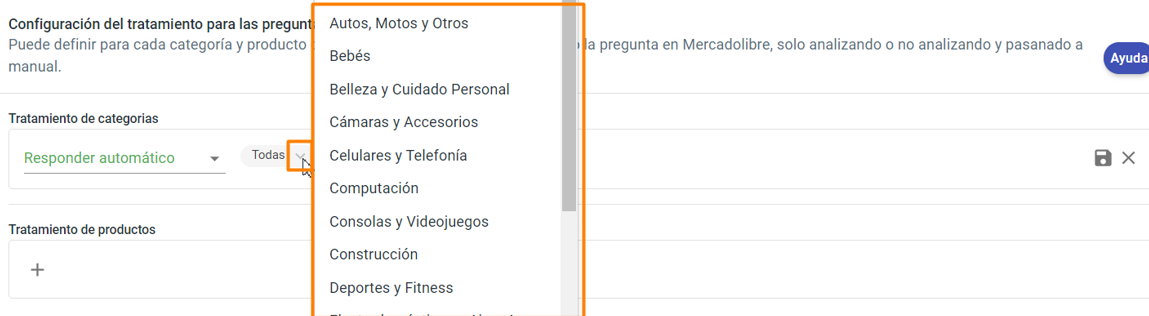 Configuración del tratamiento para las pregunt
Puede definir para cada categoría y producto
la pregunta en Mercadolibre, solo analizando o no analizando y pasanado a
manual.
Ayuda
Tratamiento de categorias
Responder automático
Todas
Autos, Motos y Otros
Bebés
Belleza y Cuidado Personal
Cámaras y Accesorios
Celulares y Telefonía
Computación
Consolas y Videojuegos
Construcción
Deportes y Fitness
Tratamiento de productos
+